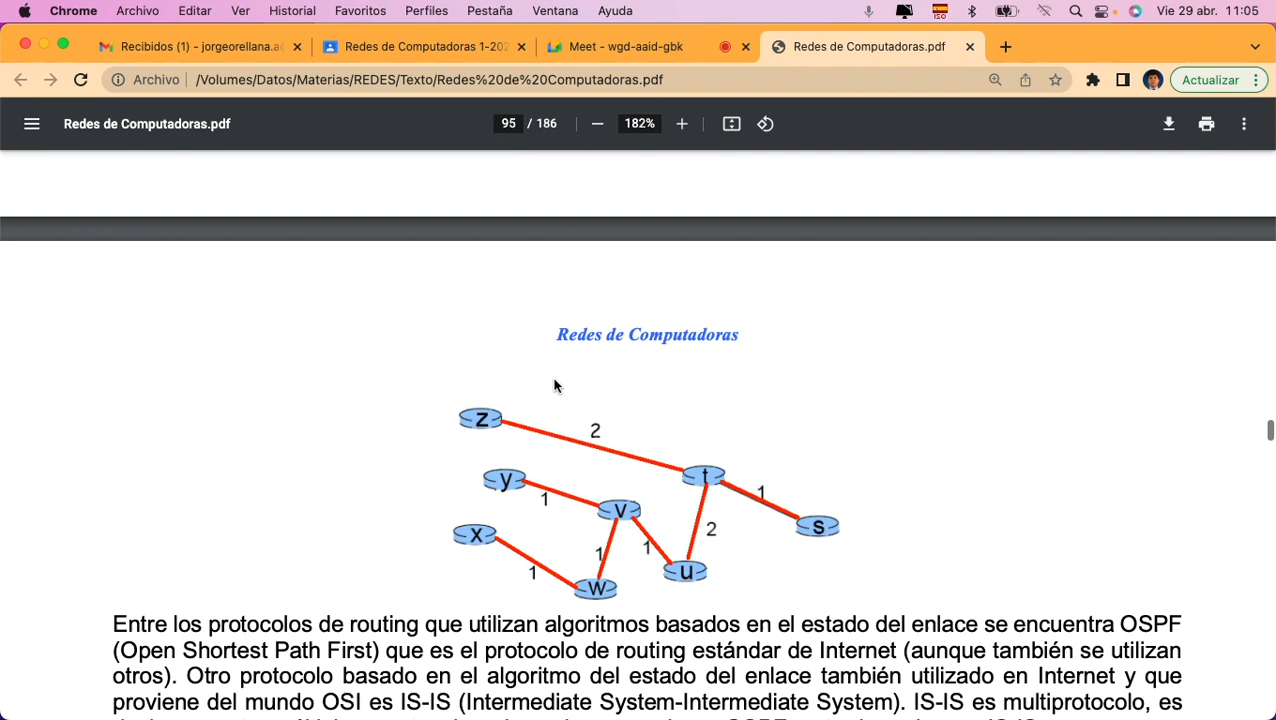 Chrome Archivo Editar Ver Historial Favoritos Perfiles Pestaña Ventana Ayuda ISO Vie 29 abr. 11:05
Recibidos (1) - jorgeorellana.a
Redes de Computadoras 1-202
Meet - wgd-aaid-gbk
Redes de Computadoras.pdf
Archivo /Volumes/Datos/Materias/REDES/Texto/Redes%20de%20Computadoras.pdf Actualizar
Redes de Computadoras.pdf 95 / 186 182%
Redes de Computadoras
z
2
y
1
t
1
v
s
x
1
1
2
1
w
u
Entre los protocolos de routing que utilizan algoritmos basados en el estado del enlace se encuentra OSPF
(Open Shortest Path First) que es el protocolo de routing estándar de Internet (aunque también se utilizan
otros). Otro protocolo basado en el algoritmo del estado del enlace también utilizado en Internet y que
proviene del mundo OSI es IS-IS (Intermediate System-Intermediate System). IS-IS es multiprotocolo, es